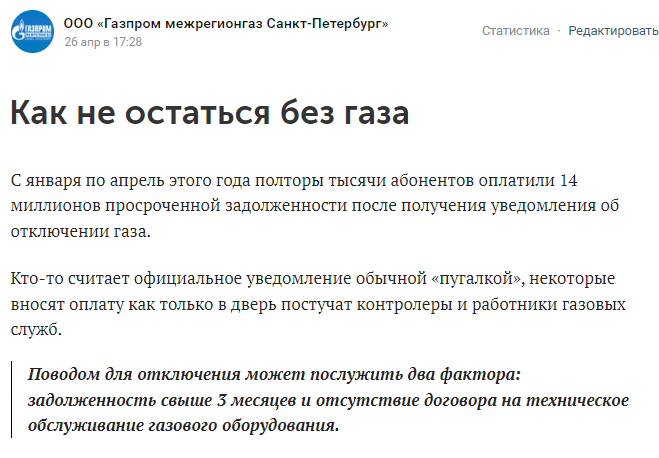 ООО «Газпром межрегионгаз Санкт-Петербург»
26 апр в 17:28
Статистика · Редактировать
Как не остаться без газа
С января по апрель этого года полторы тысячи абонентов оплатили 14
миллионов просроченной задолженности после получения уведомления об
отключении газа.
Кто-то считает официальное уведомление обычной «пугалкой», некоторые
вносят оплату как только в дверь постучат контролеры и работники газовых
служб.
Поводом для отключения может послужить два фактора:
задолженность свыше 3 месяцев и отсутствие договора на техническое
обслуживание газового оборудования.